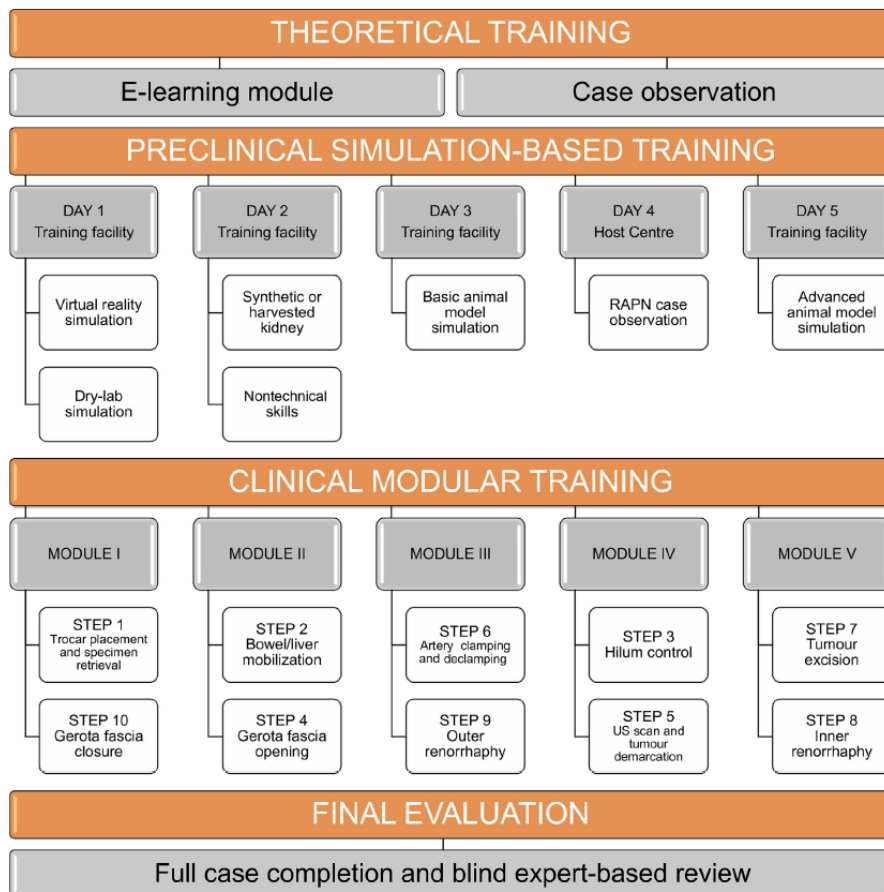 THEORETICAL TRAINING
E-learning module
Case observation
PRECLINICAL SIMULATION-BASED TRAINING
DAY 1
Training facility
Virtual reality
simulation
Dry-lab
simulation
DAY 2
Training facility
Synthetic or
harvested
kidney
Nontechnical
skills
DAY 3
Training facility
Basic animal
model
simulation
DAY 4
Host Centre
RAPN case
observation
DAY 5
Training facility
Advanced
animal model
simulation
CLINICAL MODULAR TRAINING
MODULE I
STEP 1
Trocar placement
and specimen
retrieval
STEP 10
Gerota fascia
closure
MODULE II
STEP 2
Bowel/liver
mobilization
STEP 4
Gerota fascia
opening
MODULE III
STEP 6
Artery clamping
and declamping
STEP 9
Outer
renorrhaphy
MODULE IV
STEP 3
Hilum control
STEP 5
US scan and
tumour
demarcation
MODULE V
STEP 7
Tumour
excision
STEP 8
Inner
renorrhaphy
FINAL EVALUATION
Full case completion and blind expert-based review